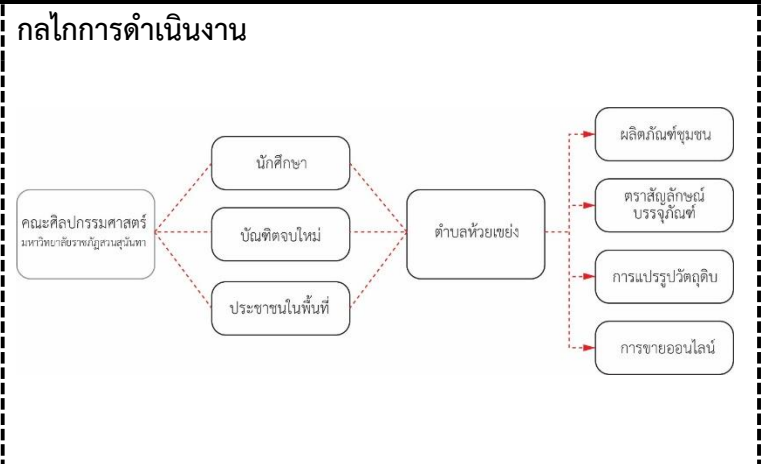 กลไกการดำเนินงาน
คณะศิลปกรรมศาสตร์
มหาวิทยาลัยราชภัฏสวนสุนันทา
นักศึกษา
บัณฑิตจบใหม่
ประชาชนในพื้นที่
ตำบลห้วยเขย่ง
ผลิตภัณฑ์ชุมชน
ตราสัญลักษณ์
บรรจุภัณฑ์
การแปรรูปวัตถุดิบ
การขายออนไลน์